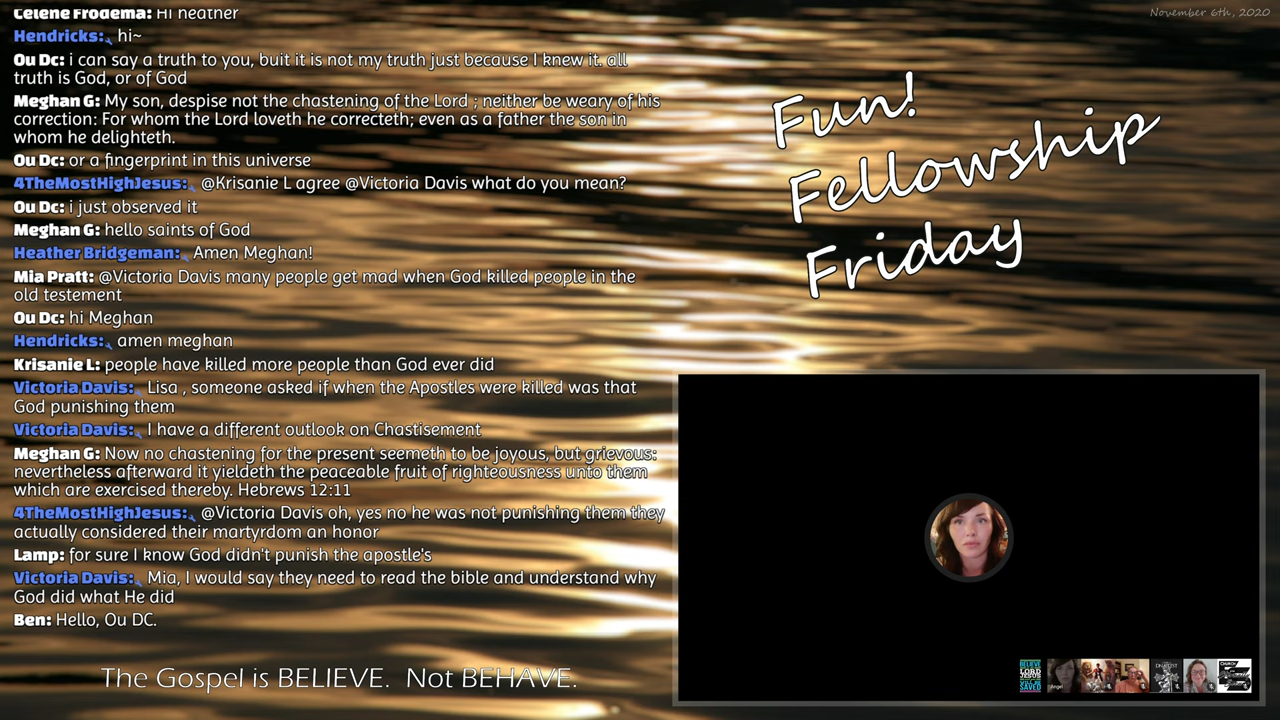 Celene Frodema: Hi heather
November 6th, 2020
Hendricks: hi~
Ou Dc: i can say a truth to you, buit it is not my truth just because I knew it. all
truth is God, or of God
Meghan G: My son, despise not the chastening of the Lord ; neither be weary of his
correction: For whom the Lord loveth he correcteth; even as a father the son in
whom he delighteth.
Ou Dc: or a fingerprint in this universe
4TheMostHighJesus: @Krisanie L agree @Victoria Davis what do you mean?
Ou Dc: i just observed it
Meghan G: hello saints of God
Heather Bridgeman: Amen Meghan!
Mia Pratt: @Victoria Davis many people get mad when God killed people in the
old testement
Ou Dc: hi Meghan
Hendricks: amen meghan
Krisanie L: people have killed more people than God ever did
Victoria Davis: Lisa , someone asked if when the Apostles were killed was that
God punishing them
Victoria Davis: I have a different outlook on Chastisement
Meghan G: Now no chastening for the present seemeth to be joyous, but grievous:
nevertheless afterward it yieldeth the peaceable fruit of righteousness unto them
which are exercised thereby. Hebrews 12:11
4TheMostHighJesus: @Victoria Davis oh, yes no he was not punishing them they
actually considered their martyrdom an honor
Lamp: for sure I know God didn't punish the apostle's
Victoria Davis: Mia, I would say they need to read the bible and understand why
God did what He did
Ben: Hello, Ou DC.
The Gospel is BELIEVE. Not BEHAVE.
Fun!
Fellowship
Friday
BELIEVE
LORD
JESUS
SAVED
Angel
CHURCH